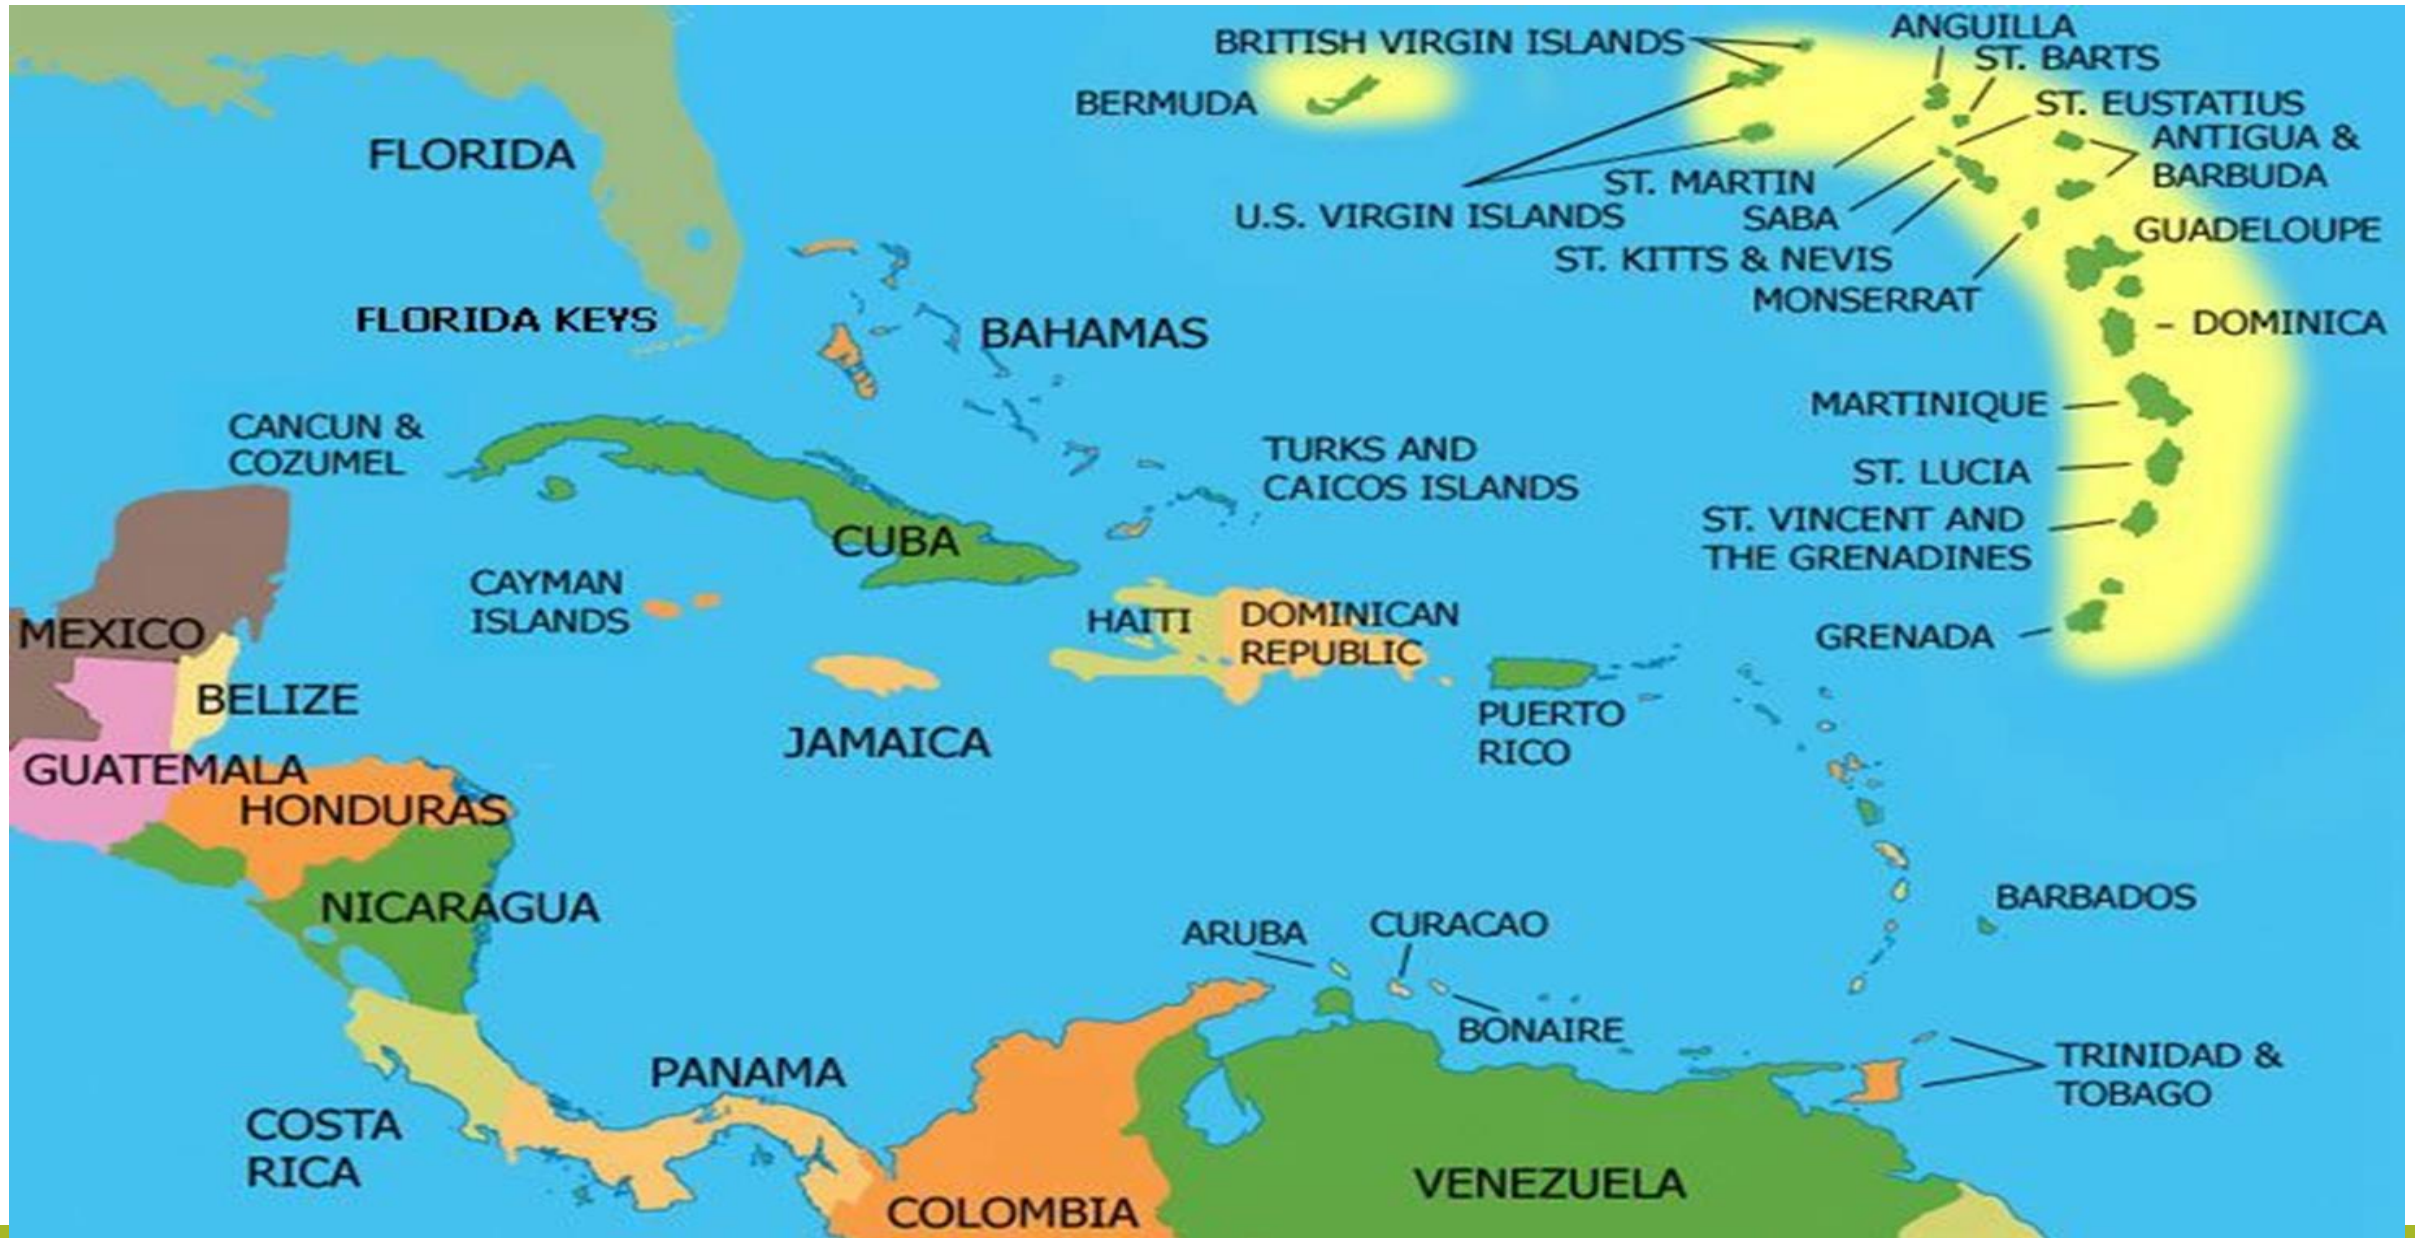 ANGUILLA
BRITISH VIRGIN ISLANDS
ST. BARTS
BERMUDA
ST. EUSTATIUS
ANTIGUA &
BARBUDA
FLORIDA
ST. MARTIN
U.S. VIRGIN ISLANDS
SABA
GUADELOUPE
ST. KITTS & NEVIS
MONSERRAT
FLORIDA KEYS
BAHAMAS
DOMINICA
MARTINIQUE
CANCUN &
COZUMEL
TURKS AND
CAICOS ISLANDS
ST. LUCIA
ST. VINCENT AND
THE GRENADINES
CUBA
CAYMAN
ISLANDS
HAITI
DOMINICAN
REPUBLIC
GRENADA
MEXICO
BELIZE
JAMAICA
PUERTO
RICO
GUATEMALA
HONDURAS
NICARAGUA
ARUBA
CURACAO
BARBADOS
BONAIRE
PANAMA
TRINIDAD &
TOBAGO
COSTA
RICA
VENEZUELA
COLOMBIA